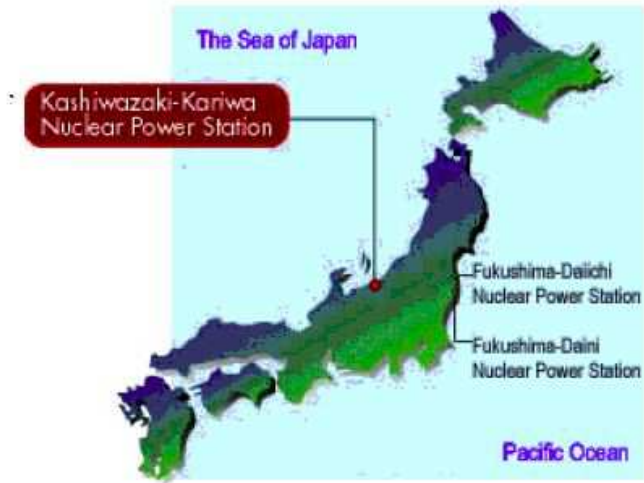 The Sea of Japan
Kashiwazaki-Kariwa
Nuclear Power Station
Fukushima-Daiichi
Nuclear Power Station
Fukushima-Daini
Nuclear Power Station
Pacific Ocean